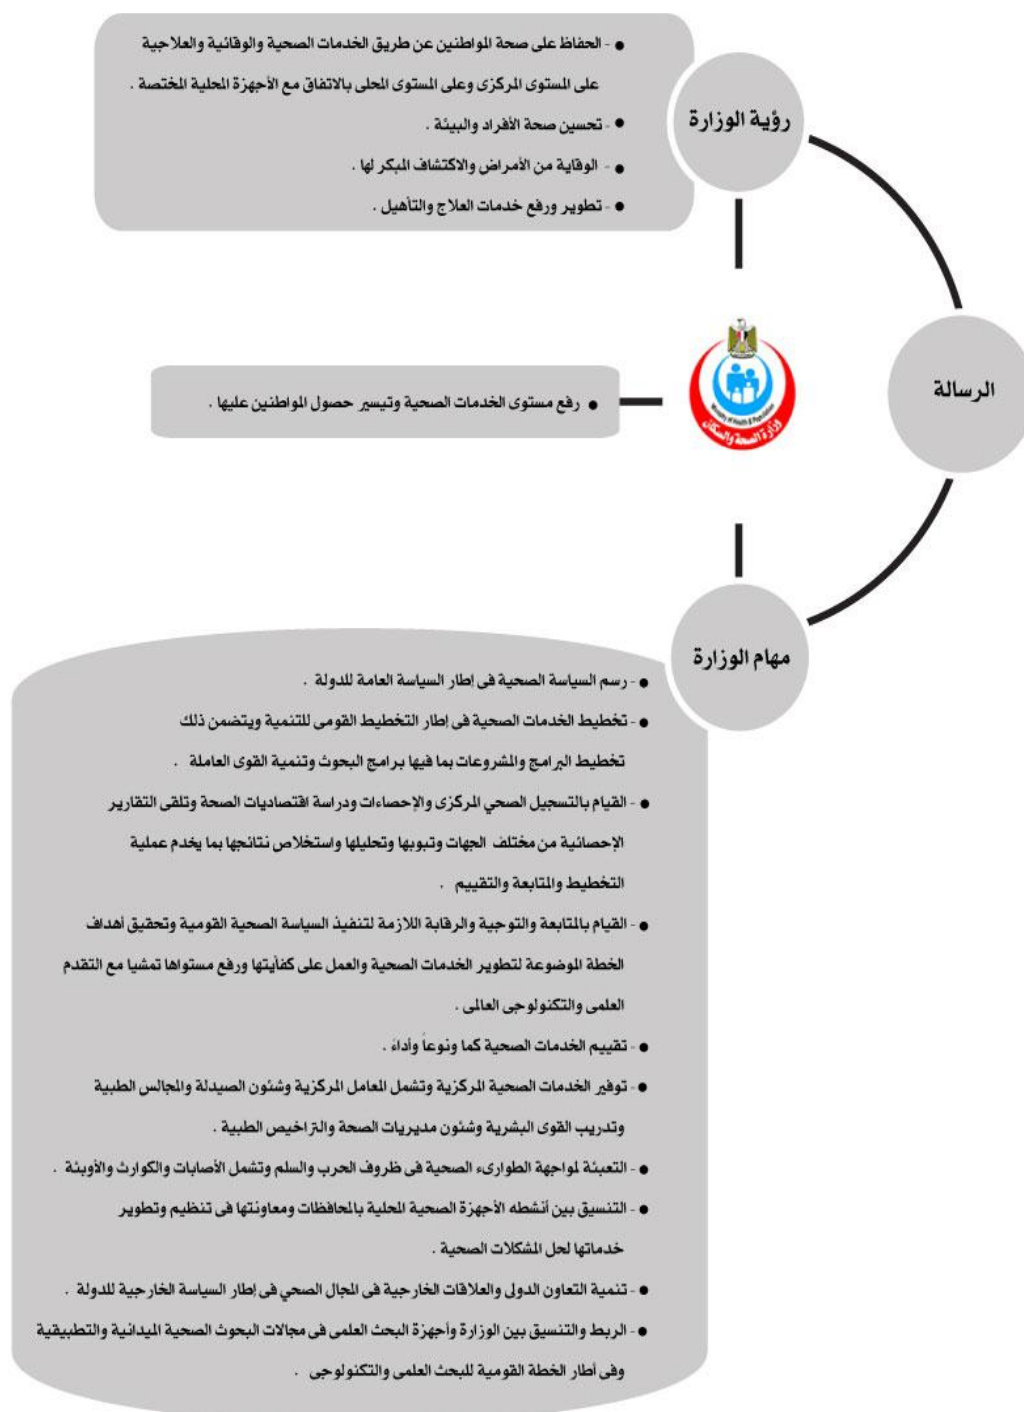 رؤية الوزارة
- الحفاظ على صحة المواطنين عن طريق الخدمات الصحية والوقائية والعلاجية
على المستوى المركزى وعلى المستوى المحلى بالاتفاق مع الأجهزة المحلية المختصة .
- تحسين صحة الأفراد والبيئة .
- الوقاية من الأمراض والاكتشاف المبكر لها .
- تطوير ورفع خدمات العلاج والتأهيل .
الرسالة
رفع مستوى الخدمات الصحية وتيسير حصول المواطنين عليها .
Ministry of Health & Population
وزارة الصحة والسكان
مهام الوزارة
- رسم السياسة الصحية فى إطار السياسة العامة للدولة .
- تخطيط الخدمات الصحية فى إطار التخطيط القومى للتنمية ويتضمن ذلك
تخطيط البرامج والمشروعات بما فيها برامج البحوث وتنمية القوى العاملة .
- القيام بالتسجيل الصحي المركزى والإحصاءات ودراسة اقتصاديات الصحة وتلقى التقارير
الإحصائية من مختلف الجهات وتبوبها وتحليلها واستخلاص نتائجها بما يخدم عملية
التخطيط والمتابعة والتقييم .
- القيام بالمتابعة والتوجية والرقابة اللازمة لتنفيذ السياسة الصحية القومية وتحقيق أهداف
الخطة الموضوعة لتطوير الخدمات الصحية والعمل على كفأيتها ورفع مستواها تمشيا مع التقدم
العلمى والتكنولوجى العالمى .
- تقييم الخدمات الصحية كما ونوعاً وأداءً .
- توفير الخدمات الصحية المركزية وتشمل المعامل المركزية وشئون الصيدلة والمجالس الطبية
وتدريب القوى البشرية وشئون مديريات الصحة والتراخيص الطبية .
- التعبئة لمواجهة الطوارىء الصحية فى ظروف الحرب والسلم وتشمل الأصابات والكوارث والأوبئة .
- التنسيق بين أنشطه الأجهزة الصحية المحلية بالمحافظات ومعاونتها فى تنظيم وتطوير
خدماتها لحل المشكلات الصحية .
- تنمية التعاون الدولى والعلاقات الخارجية فى المجال الصحي فى إطار السياسة الخارجية للدولة .
- الربط والتنسيق بين الوزارة وأجهزة البحث العلمى فى مجالات البحوث الصحية الميدانية والتطبيقية
وفى أطار الخطة القومية للبحث العلمى والتكنولوجى .